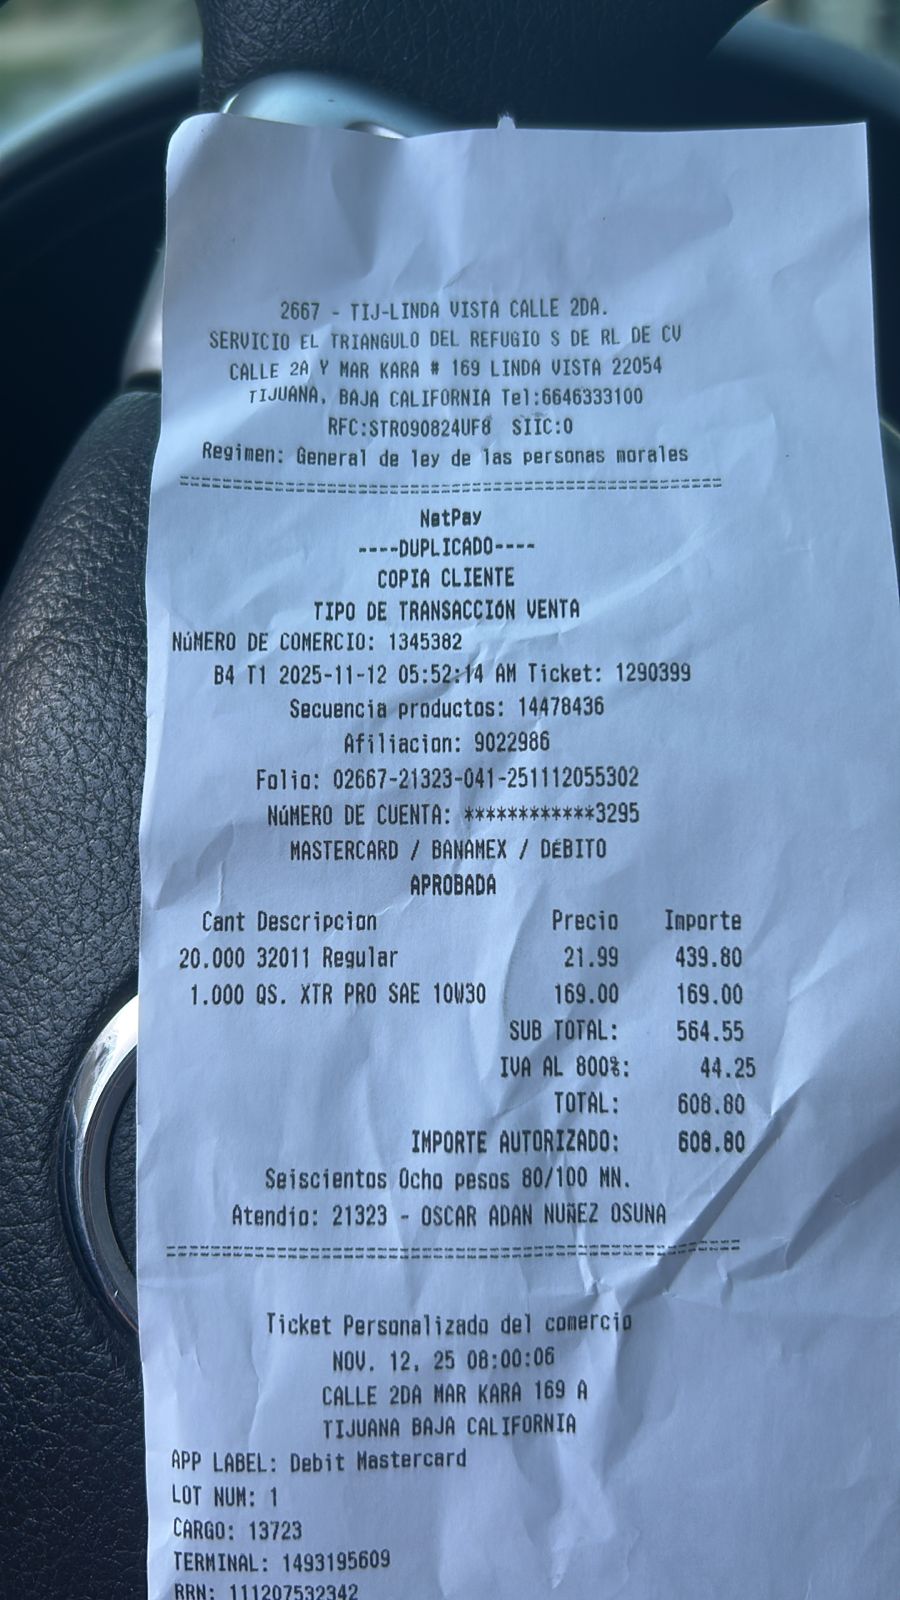 2667 - TIJ-LINDA VISTA CALLE 2DA.
SERVICIO EL TRIANGULO DEL REFUGIO S DE RL DE CV
CALLE 2A Y MAR KARA # 169 LINDA VISTA 22054
TIJUANA, BAJA CALIFORNIA Tel:6646333100
RFC:STR090824UF8 SIIC:0
Regimen: General de ley de las personas morales
==================================================
NetPay
----DUPLICADO----
COPIA CLIENTE
TIPO DE TRANSACCIóN VENTA
NúMERO DE COMERCIO: 1345382
B4 T1 2025-11-12 05:52:14 AM Ticket: 1290399
Secuencia productos: 14478436
Afiliacion: 9022986
Folio: 02667-21323-041-251112055302
NúMERO DE CUENTA: ************3295
MASTERCARD / BANAMEX / DéBITO
APROBADA
Cant Descripcion Precio Importe
20.000 32011 Regular 21.99 439.80
1.000 QS. XTR PRO SAE 10W30 169.00 169.00
SUB TOTAL: 564.55
IVA AL 800%: 44.25
TOTAL: 608.80
IMPORTE AUTORIZADO: 608.80
Seiscientos Ocho pesos 80/100 MN.
Atendio: 21323 - OSCAR ADAN NUÑEZ OSUNA
==================================================
Ticket Personalizado del comercio
NOV. 12, 25 08:00:06
CALLE 2DA MAR KARA 169 A
TIJUANA BAJA CALIFORNIA
APP LABEL: Debit Mastercard
LOT NUM: 1
CARGO: 13723
TERMINAL: 1493195609
RRN: 111207532342